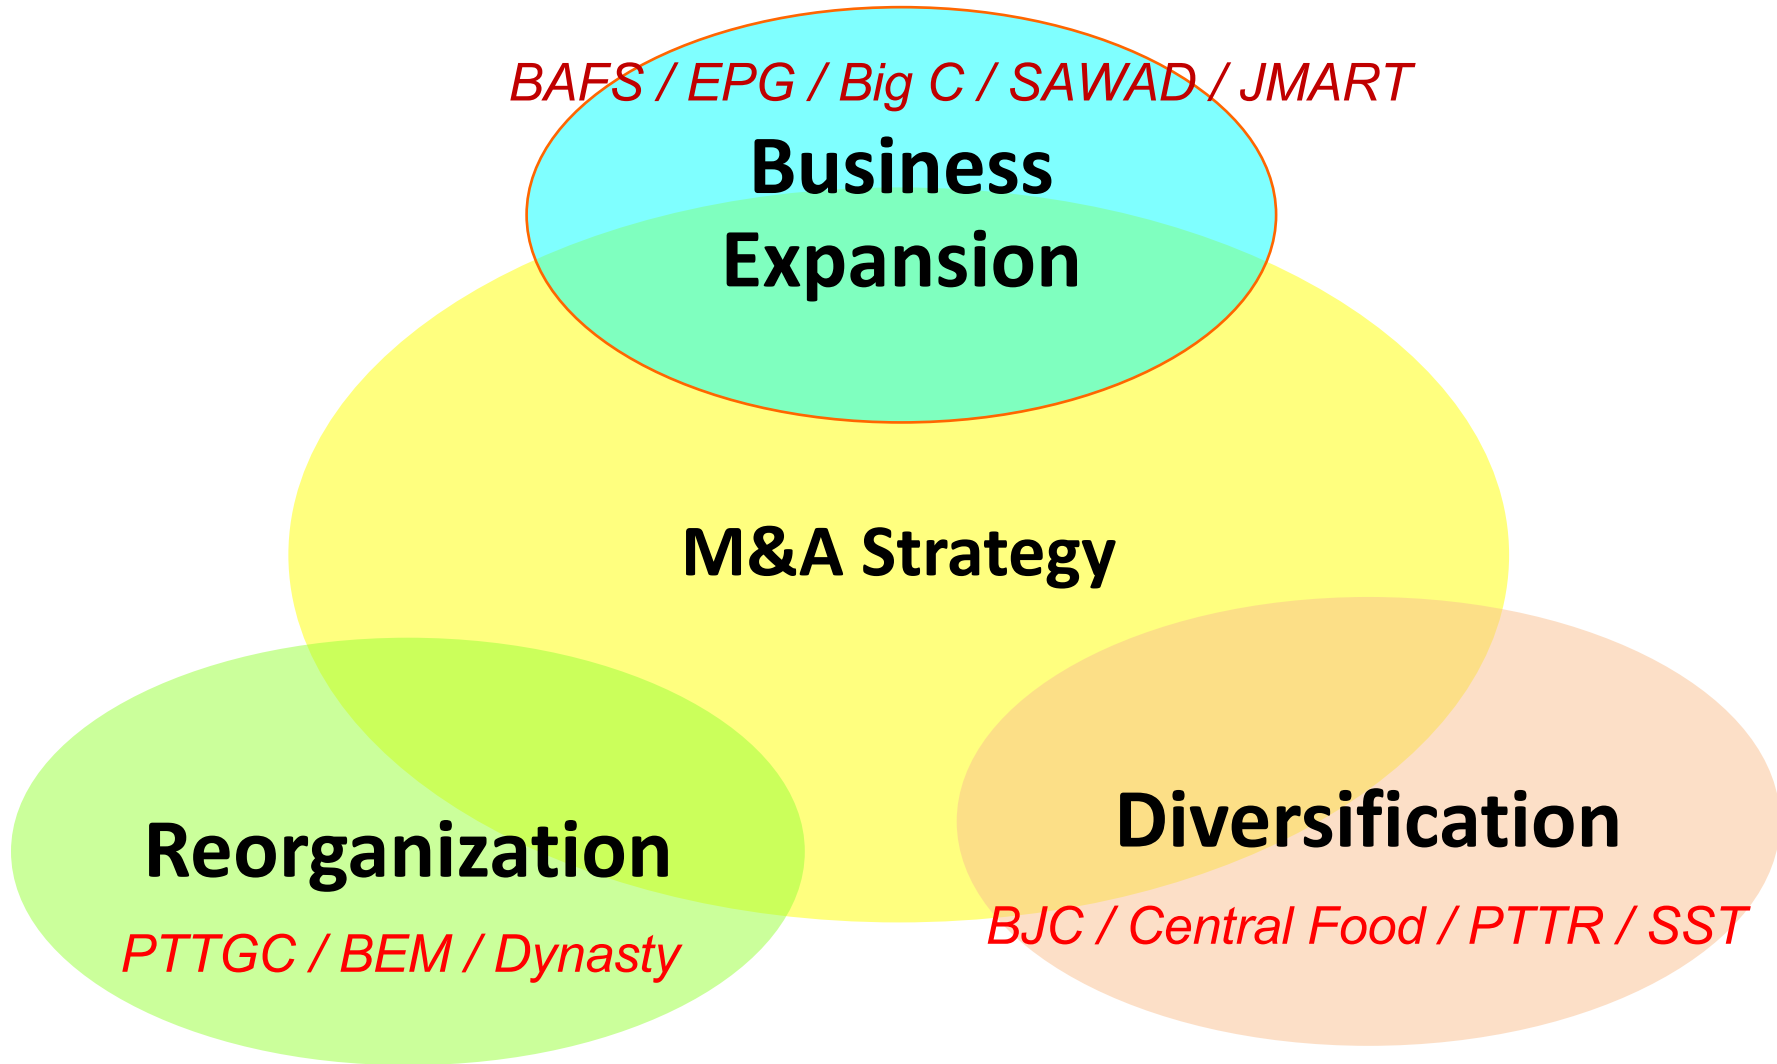 BAFS / EPG / Big C / SAWAD / JMART
Business
Expansion
M&A Strategy
Reorganization
PTTGC / BEM / Dynasty
Diversification
BJC / Central Food / PTTR / SST